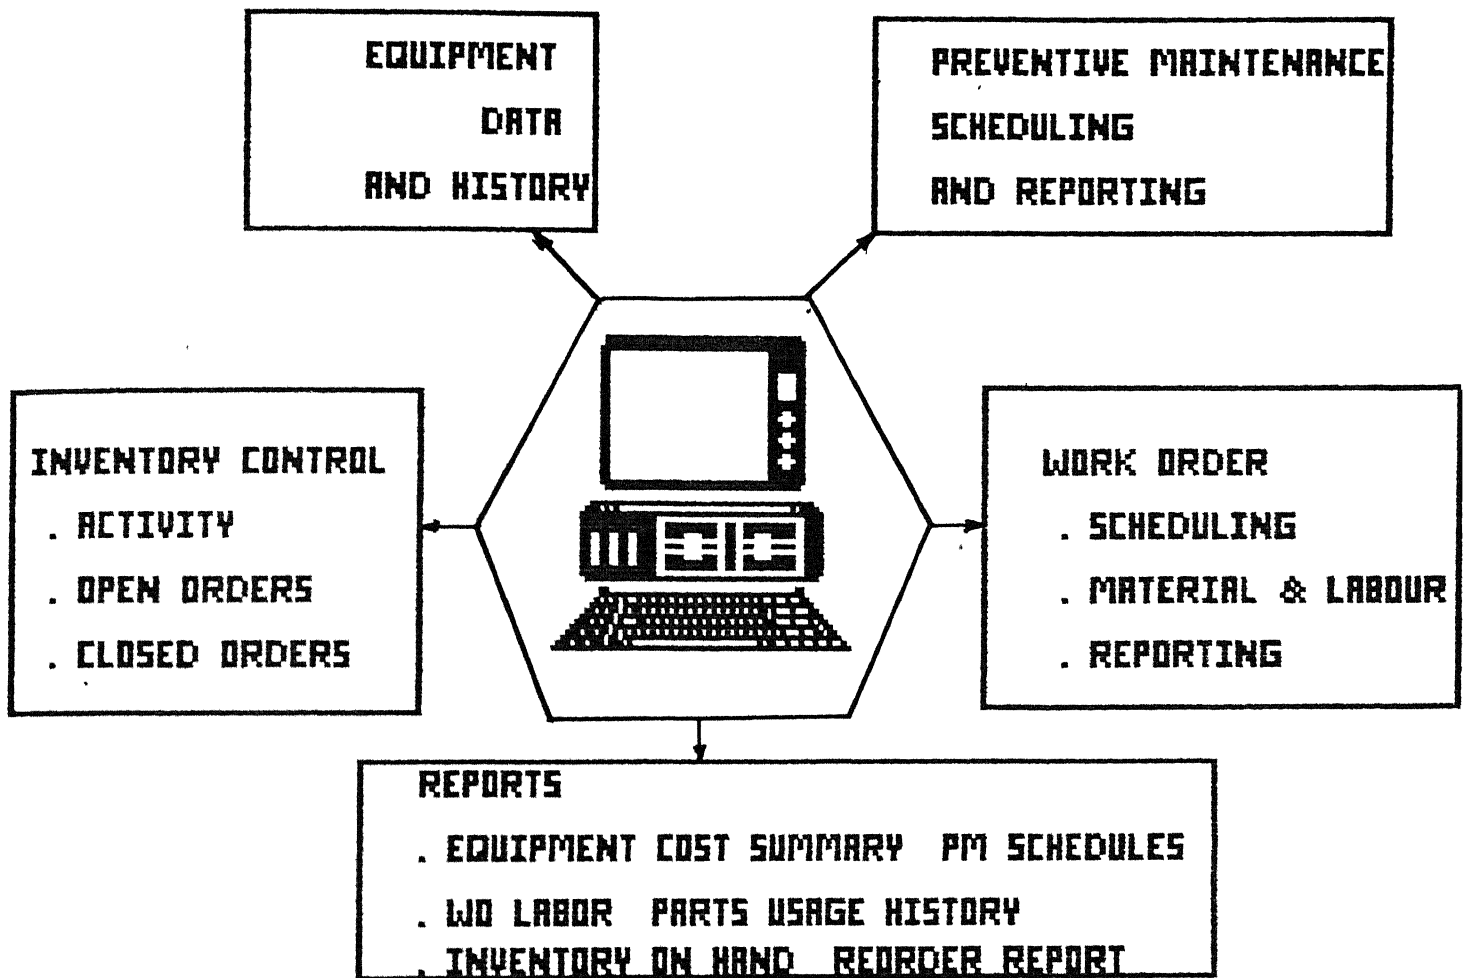 EQUIPMENT
DATA
AND HISTORY
PREVENTIVE MAINTENANCE
SCHEDULING
AND REPORTING
INVENTORY CONTROL
. ACTIVITY
. OPEN ORDERS
. CLOSED ORDERS
WORK ORDER
. SCHEDULING
. MATERIAL & LABOUR
. REPORTING
REPORTS
. EQUIPMENT COST SUMMARY PM SCHEDULES
. WO LABOR PARTS USAGE HISTORY
. INVENTORY ON HAND REORDER REPORT